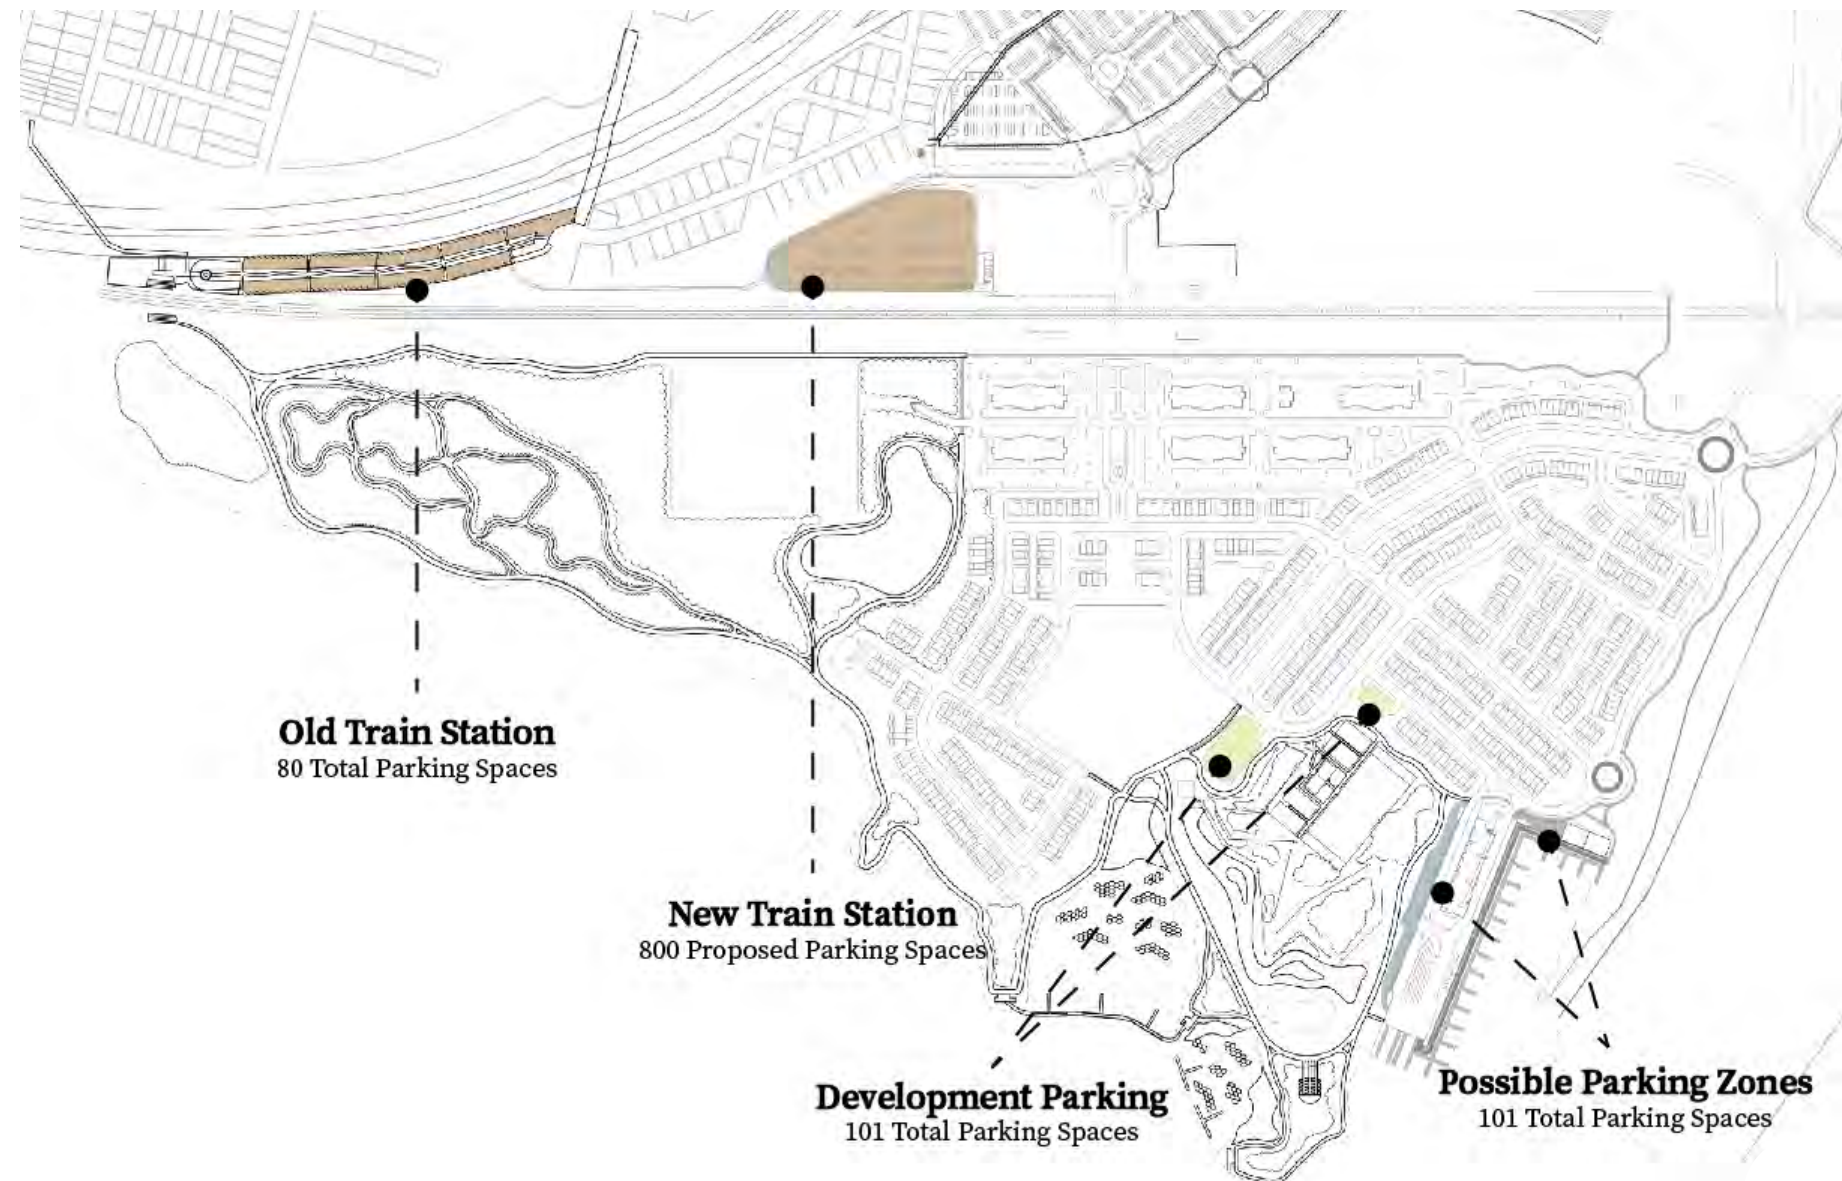 Old Train Station
80 Total Parking Spaces
New Train Station
800 Proposed Parking Spaces
Development Parking
101 Total Parking Spaces
Possible Parking Zones
101 Total Parking Spaces